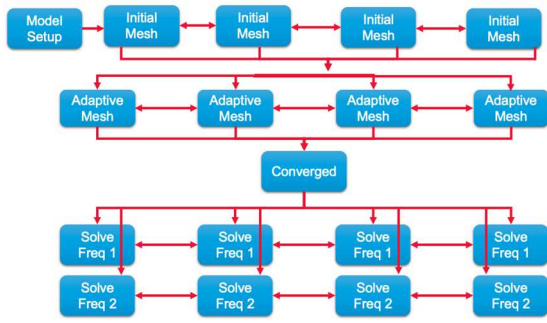 Model
Setup
Initial
Mesh
Initial
Mesh
Initial
Mesh
Initial
Mesh
Adaptive
Mesh
Adaptive
Mesh
Adaptive
Mesh
Adaptive
Mesh
Converged
Solve
Freq 1
Solve
Freq 1
Solve
Freq 1
Solve
Freq 1
Solve
Freq 2
Solve
Freq 2
Solve
Freq 2
Solve
Freq 2